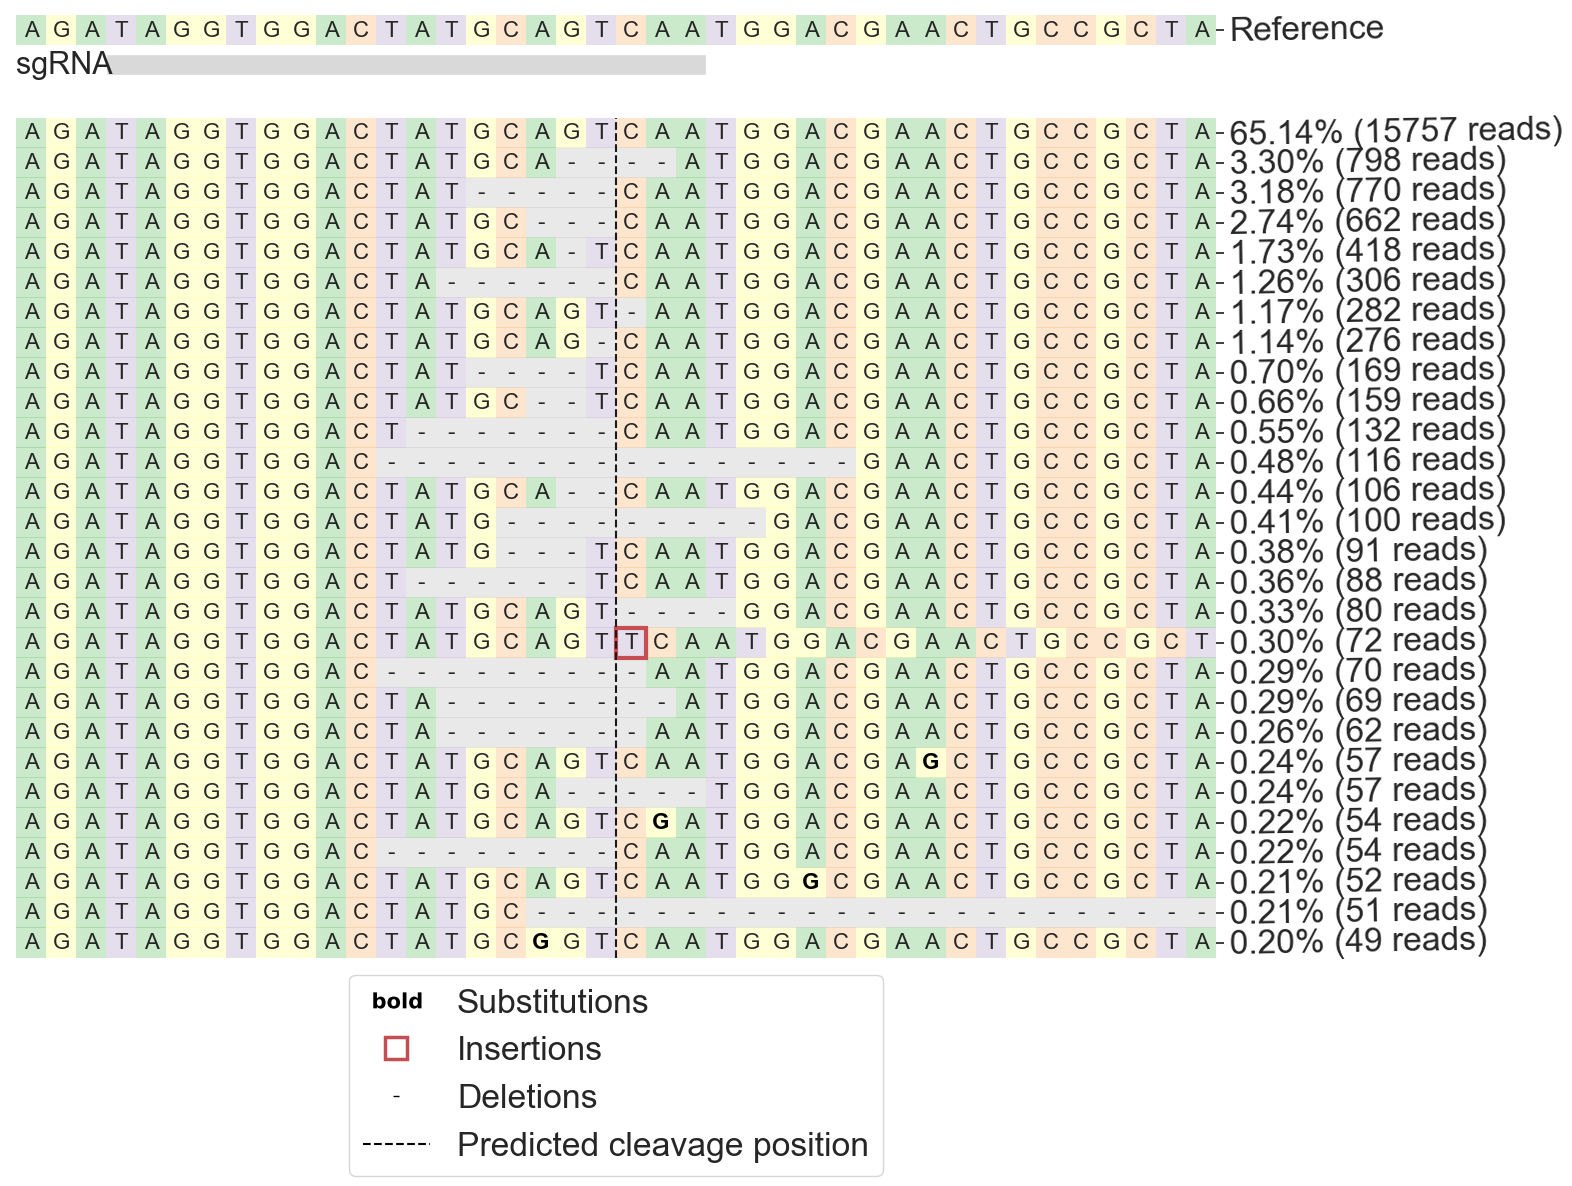 A G A T A G G T G G A C T A T G C A G T C A A T G G A C G A A C T G C C G C T A - Reference
sgRNA
A G A T A G G T G G A C T A T G C A G T C A A T G G A C G A A C T G C C G C T A - 65.14% (15757 reads)
A G A T A G G T G G A C T A T G C A - - - - A T G G A C G A A C T G C C G C T A - 3.30% (798 reads)
A G A T A G G T G G A C T A T - - - - - C A A T G G A C G A A C T G C C G C T A - 3.18% (770 reads)
A G A T A G G T G G A C T A T G C - - - C A A T G G A C G A A C T G C C G C T A - 2.74% (662 reads)
A G A T A G G T G G A C T A T G C A - T C A A T G G A C G A A C T G C C G C T A - 1.73% (418 reads)
A G A T A G G T G G A C T A - - - - - - C A A T G G A C G A A C T G C C G C T A - 1.26% (306 reads)
A G A T A G G T G G A C T A T G C A G T - A A T G G A C G A A C T G C C G C T A - 1.17% (282 reads)
A G A T A G G T G G A C T A T G C A G - C A A T G G A C G A A C T G C C G C T A - 1.14% (276 reads)
A G A T A G G T G G A C T A T - - - - T C A A T G G A C G A A C T G C C G C T A - 0.70% (169 reads)
A G A T A G G T G G A C T A T G C - - T C A A T G G A C G A A C T G C C G C T A - 0.66% (159 reads)
A G A T A G G T G G A C T - - - - - - - C A A T G G A C G A A C T G C C G C T A - 0.55% (132 reads)
A G A T A G G T G G A C - - - - - - - - - - - - - - - - G A A C T G C C G C T A - 0.48% (116 reads)
A G A T A G G T G G A C T A T G C A - - C A A T G G A C G A A C T G C C G C T A - 0.44% (106 reads)
A G A T A G G T G G A C T A T G - - - - - - - - - G A C G A A C T G C C G C T A - 0.41% (100 reads)
A G A T A G G T G G A C T A T G - - - T C A A T G G A C G A A C T G C C G C T A - 0.38% (91 reads)
A G A T A G G T G G A C T - - - - - - T C A A T G G A C G A A C T G C C G C T A - 0.36% (88 reads)
A G A T A G G T G G A C T A T G C A G T - - - - G G A C G A A C T G C C G C T A - 0.33% (80 reads)
A G A T A G G T G G A C T A T G C A G T T C A A T G G A C G A A C T G C C G C T - 0.30% (72 reads)
A G A T A G G T G G A C - - - - - - - - - A A T G G A C G A A C T G C C G C T A - 0.29% (70 reads)
A G A T A G G T G G A C T A - - - - - - - - A T G G A C G A A C T G C C G C T A - 0.29% (69 reads)
A G A T A G G T G G A C T A - - - - - - - A A T G G A C G A A C T G C C G C T A - 0.26% (62 reads)
A G A T A G G T G G A C T A T G C A G T C A A T G G A C G A G C T G C C G C T A - 0.24% (57 reads)
A G A T A G G T G G A C T A T G C A - - - - - T G G A C G A A C T G C C G C T A - 0.24% (57 reads)
A G A T A G G T G G A C T A T G C A G T C G A T G G A C G A A C T G C C G C T A - 0.22% (54 reads)
A G A T A G G T G G A C - - - - - - - - C A A T G G A C G A A C T G C C G C T A - 0.22% (54 reads)
A G A T A G G T G G A C T A T G C A G T C A A T G G G C G A A C T G C C G C T A - 0.21% (52 reads)
A G A T A G G T G G A C T A T G C - - - - - - - - - - - - - - - - - - - - - - - - 0.21% (51 reads)
A G A T A G G T G G A C T A T G C G G T C A A T G G A C G A A C T G C C G C T A - 0.20% (49 reads)
bold Substitutions
Insertions
- Deletions
Predicted cleavage position